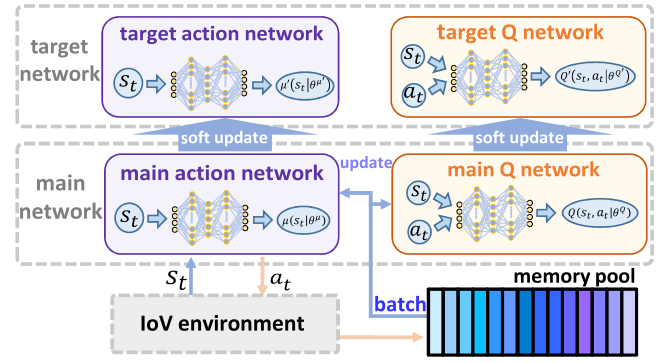 target action network
target Q network
target
network
s_t
μ'(s_t|θ^μ')
s_t
a_t
Q'(s_t, a_t|θ^Q')
soft update
soft update
main action network
update
main Q network
main
network
s_t
μ(s_t|θ^μ)
s_t
a_t
Q(s_t, a_t|θ^Q)
s_t
a_t
memory pool
batch
IoV environment